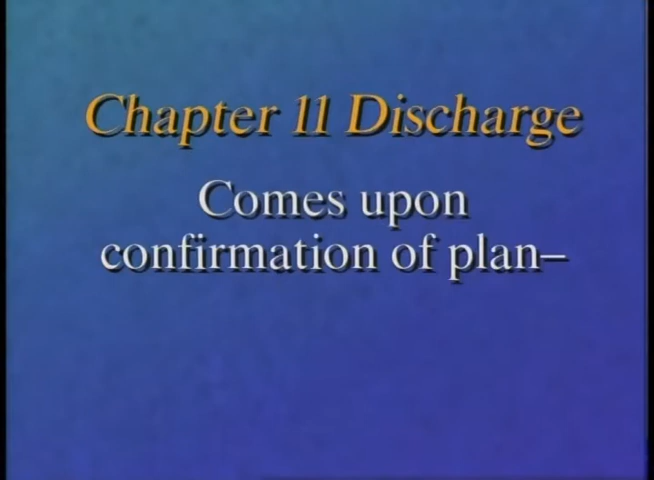 Chapter 11 Discharge
Comes upon
confirmation of plan–